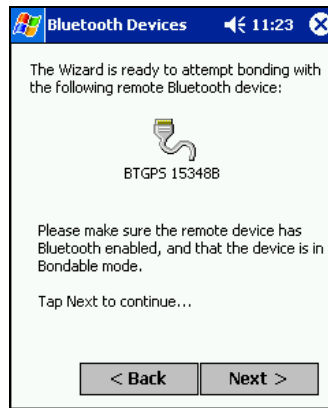 Bluetooth Devices 11:23
The Wizard is ready to attempt bonding with
the following remote Bluetooth device:
BTGPS 15348B
Please make sure the remote device has
Bluetooth enabled, and that the device is in
Bondable mode.
Tap Next to continue...
< Back Next >